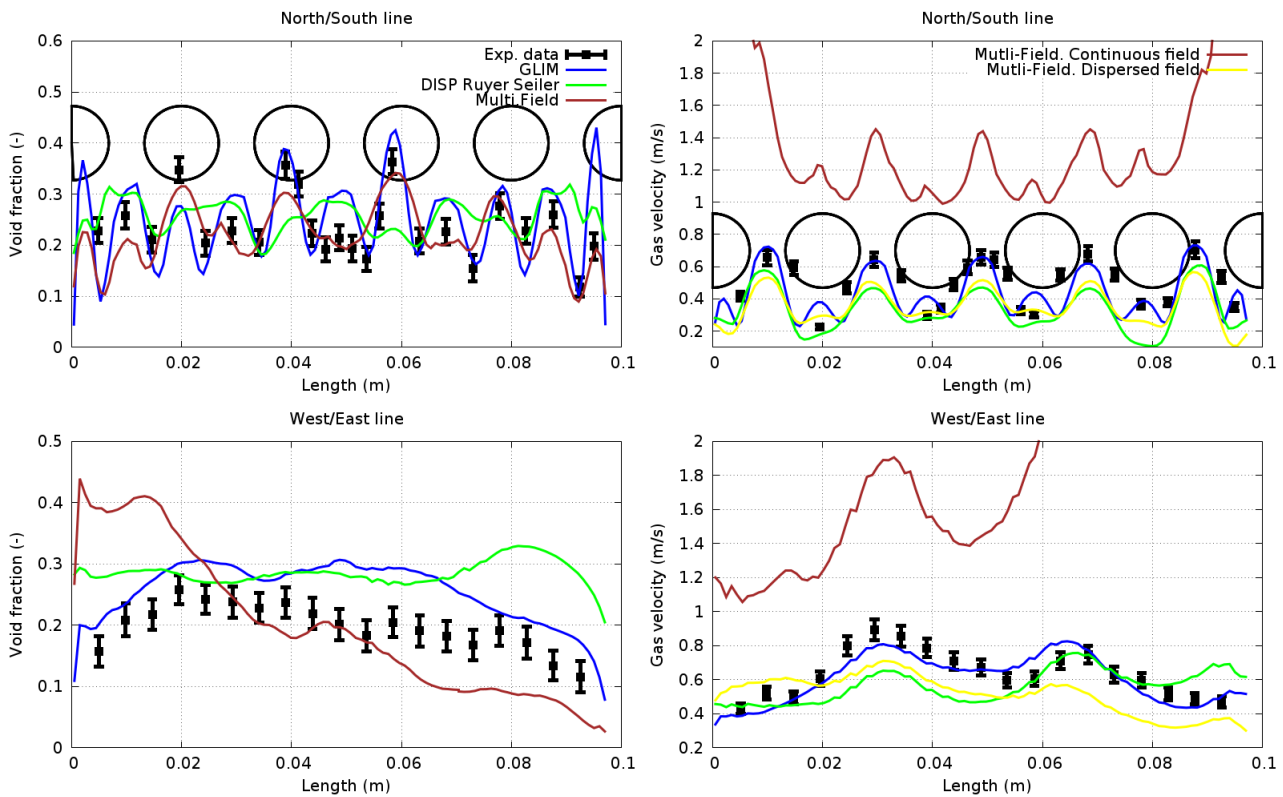 North/South line
Void fraction (-)
0.6
0.5
0.4
0.3
0.2
0.1
0
Exp. data
GLIM
DISP Ruyer Seiler
Multi Field
0 0.02 0.04 0.06 0.08 0.1
Length (m)
North/South line
Gas velocity (m/s)
2
1.8
1.6
1.4
1.2
1
0.8
0.6
0.4
0.2
Mutli-Field. Continuous field
Mutli-Field. Dispersed field
0 0.02 0.04 0.06 0.08 0.1
Length (m)
West/East line
Void fraction (-)
0.5
0.4
0.3
0.2
0.1
0
0 0.02 0.04 0.06 0.08 0.1
Length (m)
West/East line
Gas velocity (m/s)
2
1.8
1.6
1.4
1.2
1
0.8
0.6
0.4
0.2
0 0.02 0.04 0.06 0.08 0.1
Length (m)